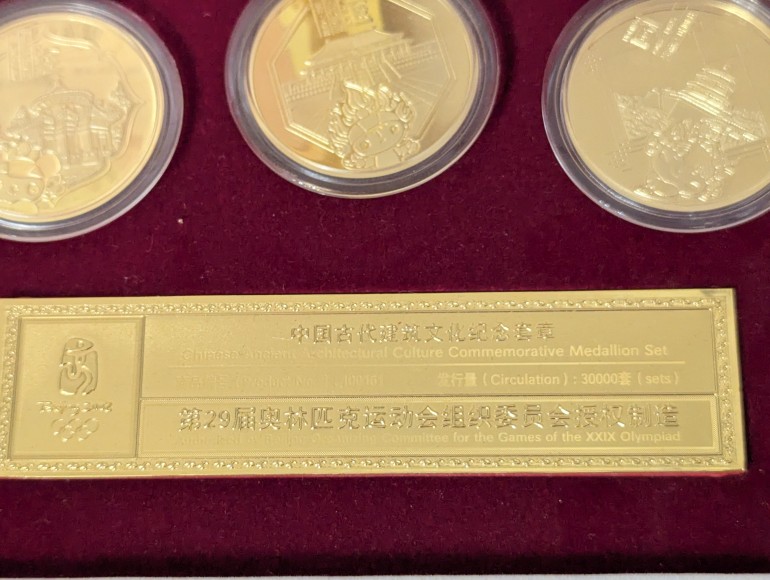 中国古代建筑文化纪念套章
Chinese Ancient Architectural Culture Commemorative Medallion Set
发行量（Circulation）：30000套（sets）
第29届奥林匹克运动会组织委员会授权制造
Committee for the Games of the XXIX Olympiad
Beijing 2008